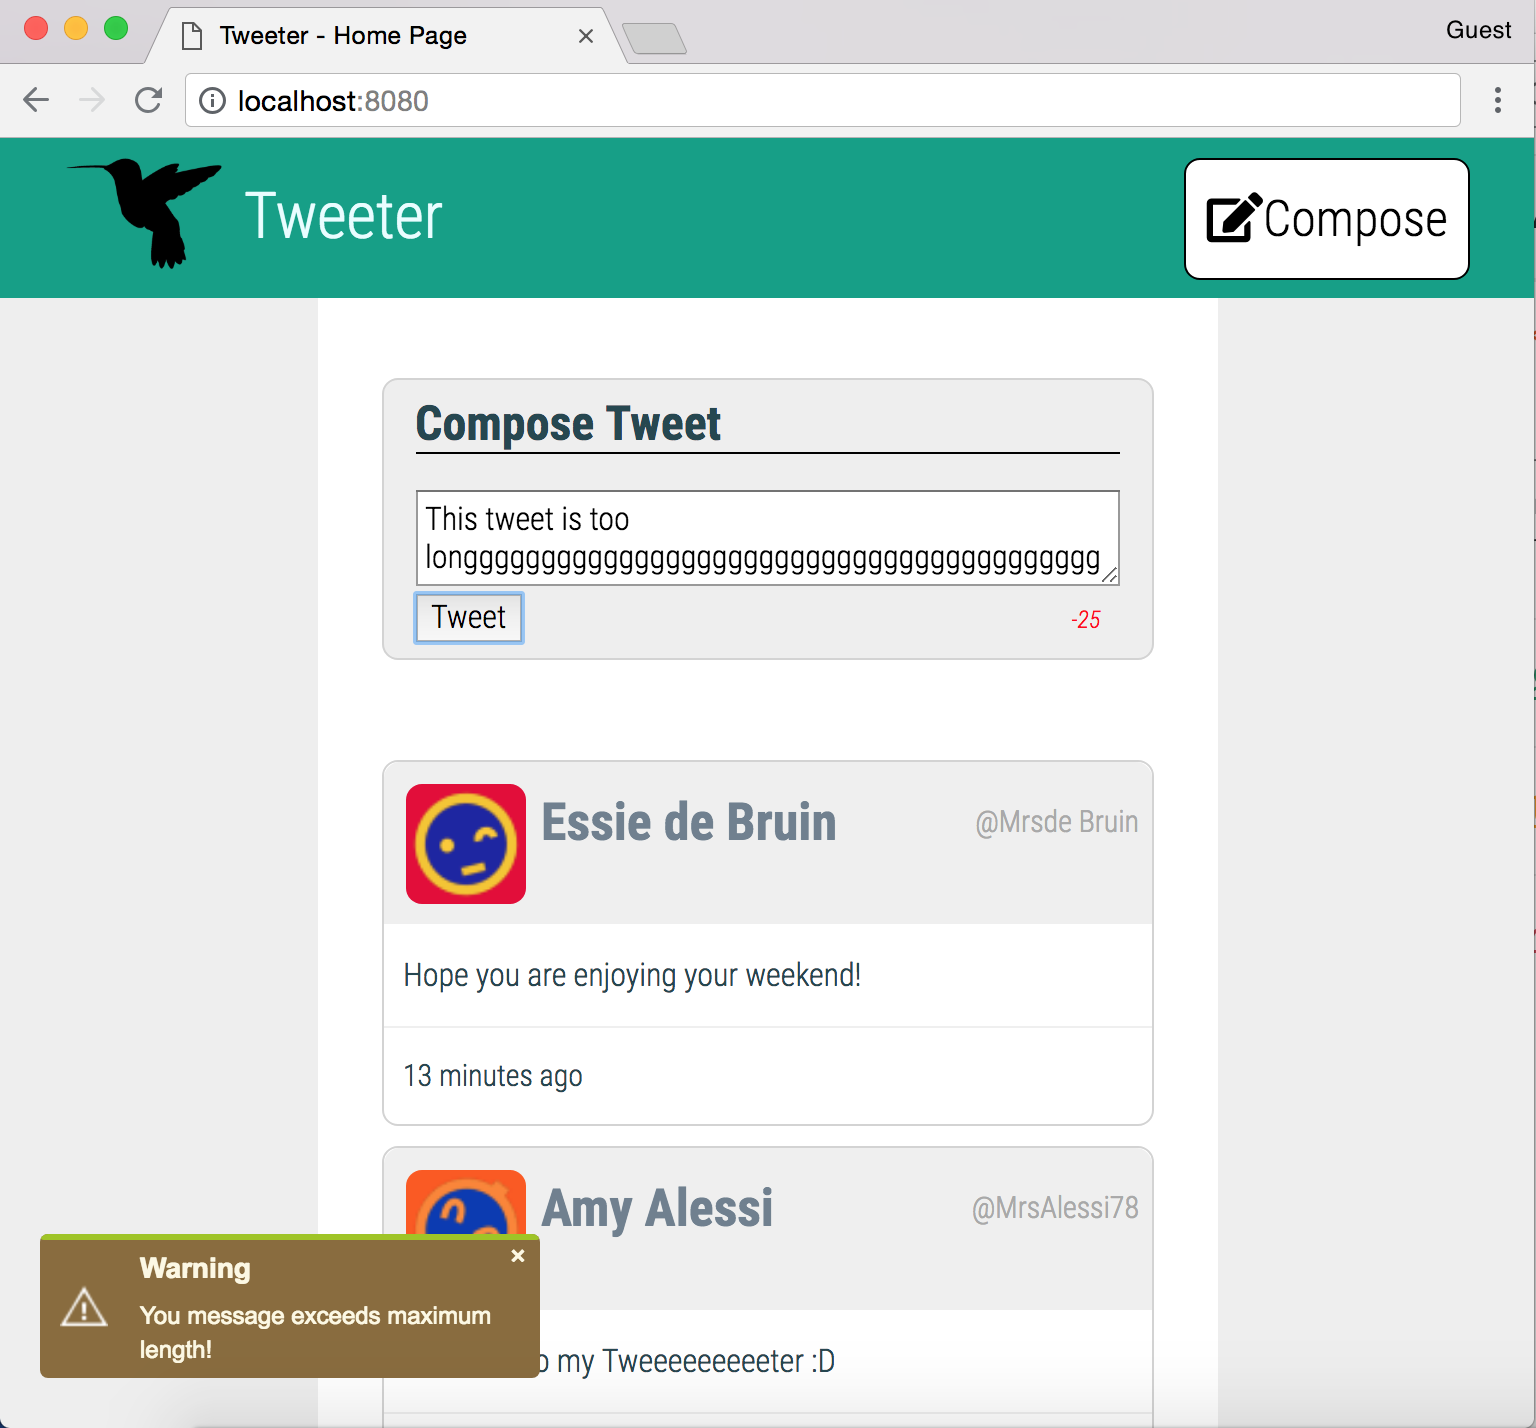 Tweeter - Home Page
Guest
localhost:8080
Tweeter
Compose
Compose Tweet
This tweet is too
longggggggggggggggggggggggggggggggggggggggggg
Tweet
-25
Essie de Bruin
@Mrsde Bruin
Hope you are enjoying your weekend!
13 minutes ago
Amy Alessi
@MrsAlessi78
my Tweeeeeeeeeter :D
Warning
You message exceeds maximum
length!